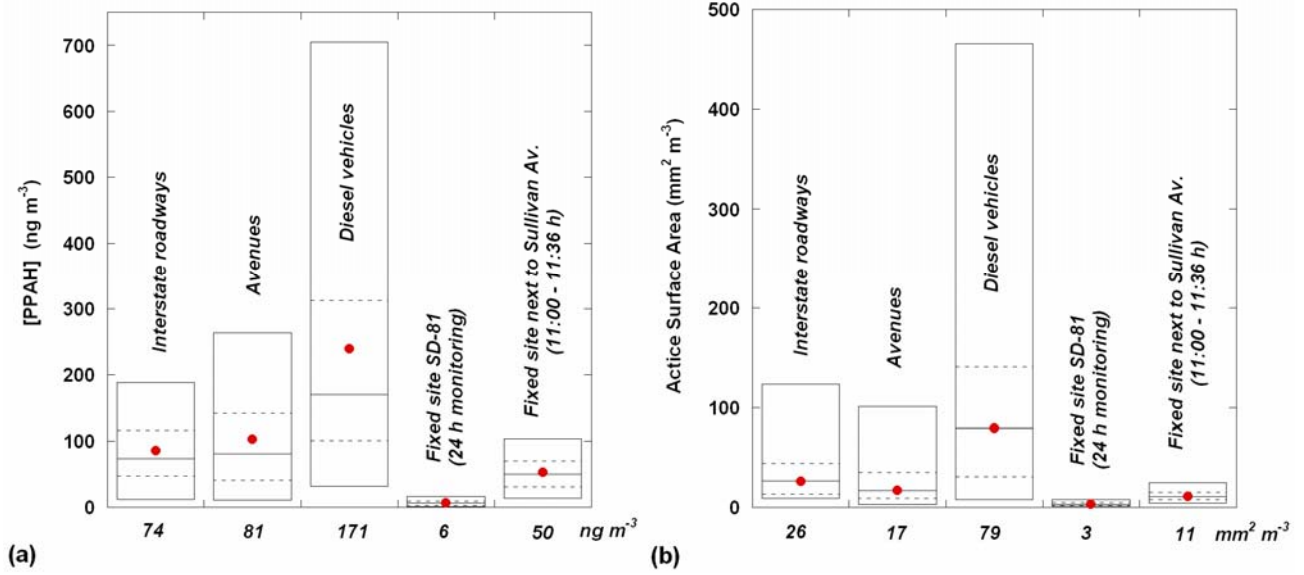 700
600
500
400
300
200
100
0
[PPAH] (ng m-3)
Interstate roadways
Avenues
Diesel vehicles
Fixed site SD-81
(24 h monitoring)
Fixed site next to Sullivan Av.
(11:00 - 11:36 h)
74 81 171 6 50 ng m-3
(a)
500
400
300
200
100
0
Actice Surface Area (mm2 m-3)
Interstate roadways
Avenues
Diesel vehicles
Fixed site SD-81
(24 h monitoring)
Fixed site next to Sullivan Av.
(11:00 - 11:36 h)
26 17 79 3 11 mm2 m-3
(b)